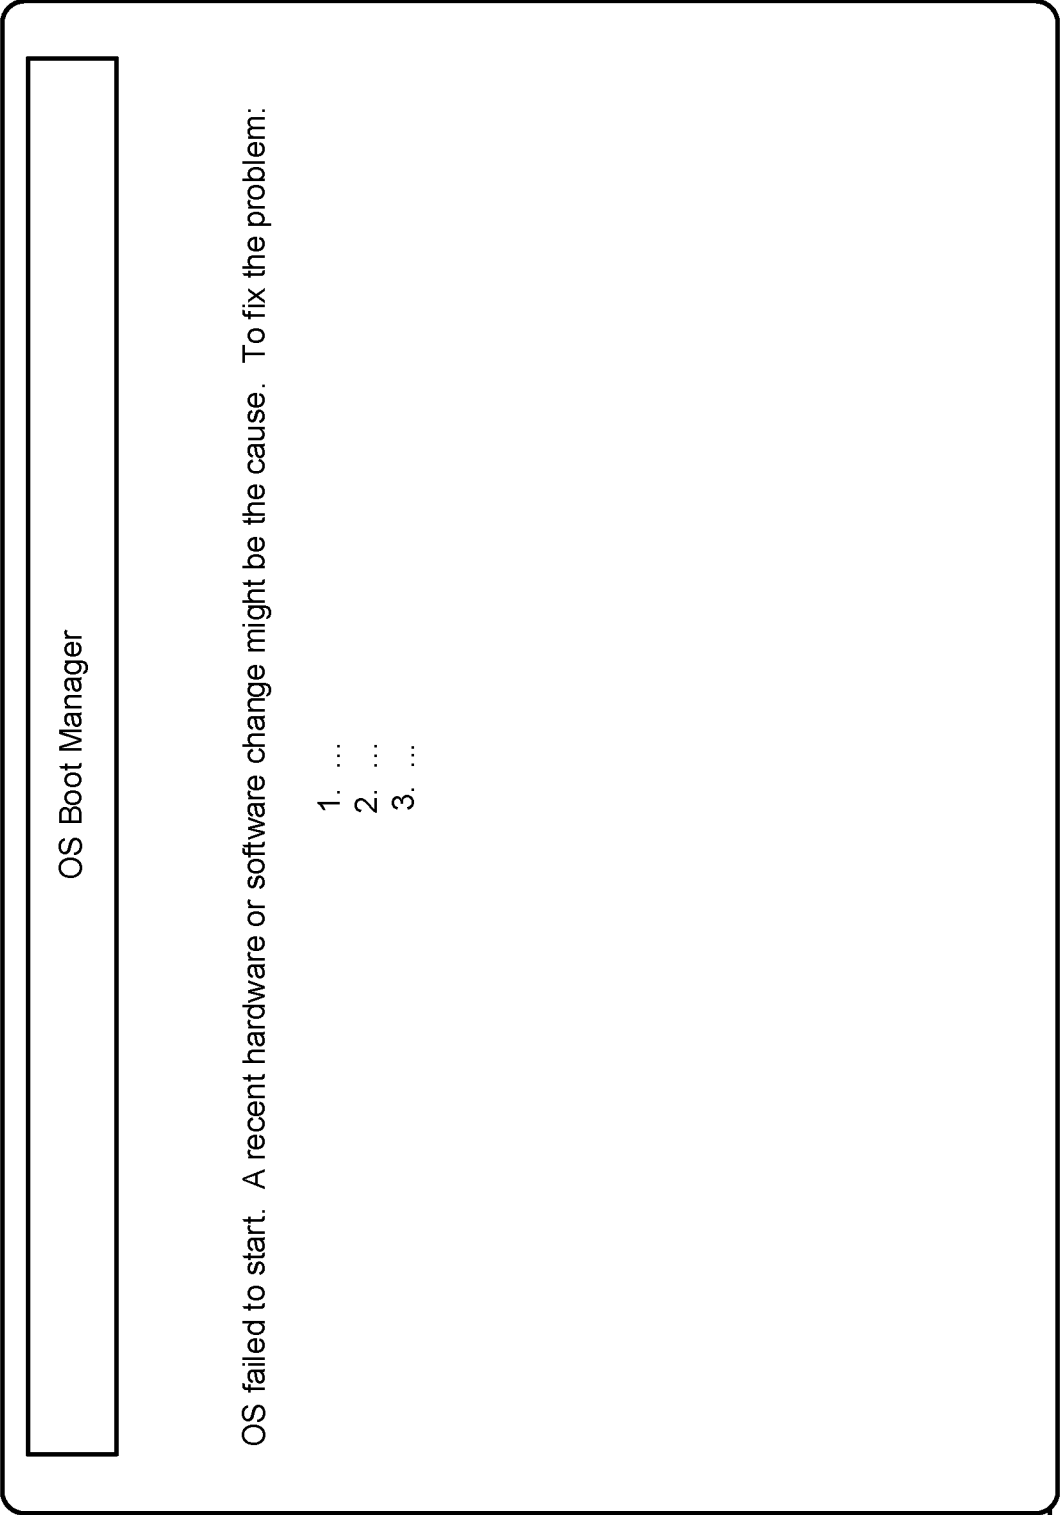 OS Boot Manager
OS failed to start.  A recent hardware or software change might be the cause.  To fix the problem:
1. ...
2. ...
3. ...